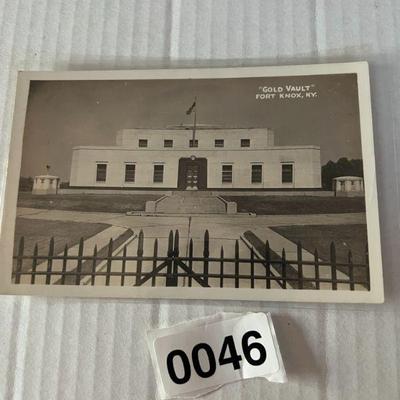 "GOLD VAULT"
FORT KNOX, KY.
0046